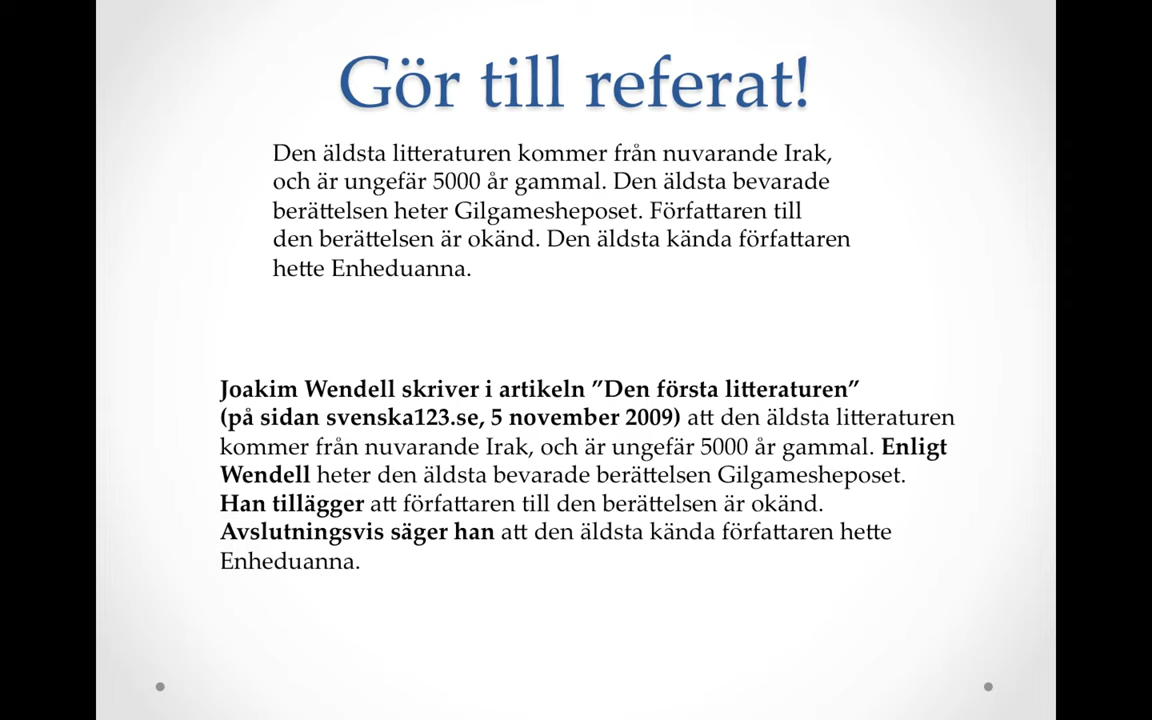 Gör till referat!
Den äldsta litteraturen kommer från nuvarande Irak,
och är ungefär 5000 år gammal. Den äldsta bevarade
berättelsen heter Gilgamesheposet. Författaren till
den berättelsen är okänd. Den äldsta kända författaren
hette Enheduanna.
Joakim Wendell skriver i artikeln ”Den första litteraturen”
(på sidan svenska123.se, 5 november 2009) att den äldsta litteraturen
kommer från nuvarande Irak, och är ungefär 5000 år gammal. Enligt
Wendell heter den äldsta bevarade berättelsen Gilgamesheposet.
Han tillägger att författaren till den berättelsen är okänd.
Avslutningsvis säger han att den äldsta kända författaren hette
Enheduanna.